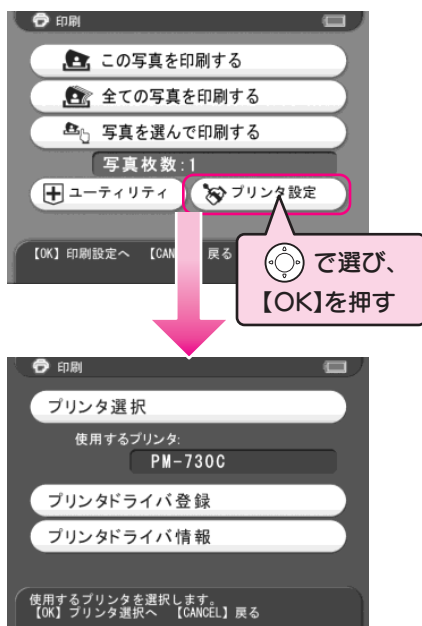 印刷
この写真を印刷する
全ての写真を印刷する
写真を選んで印刷する
写真枚数:1
ユーティリティ
プリンタ設定
【OK】印刷設定へ 【CAN 戻る
で選び、
【OK】を押す
印刷
プリンタ選択
使用するプリンタ:
PM-730C
プリンタドライバ登録
プリンタドライバ情報
使用するプリンタを選択します。
【OK】プリンタ選択へ 【CANCEL】戻る